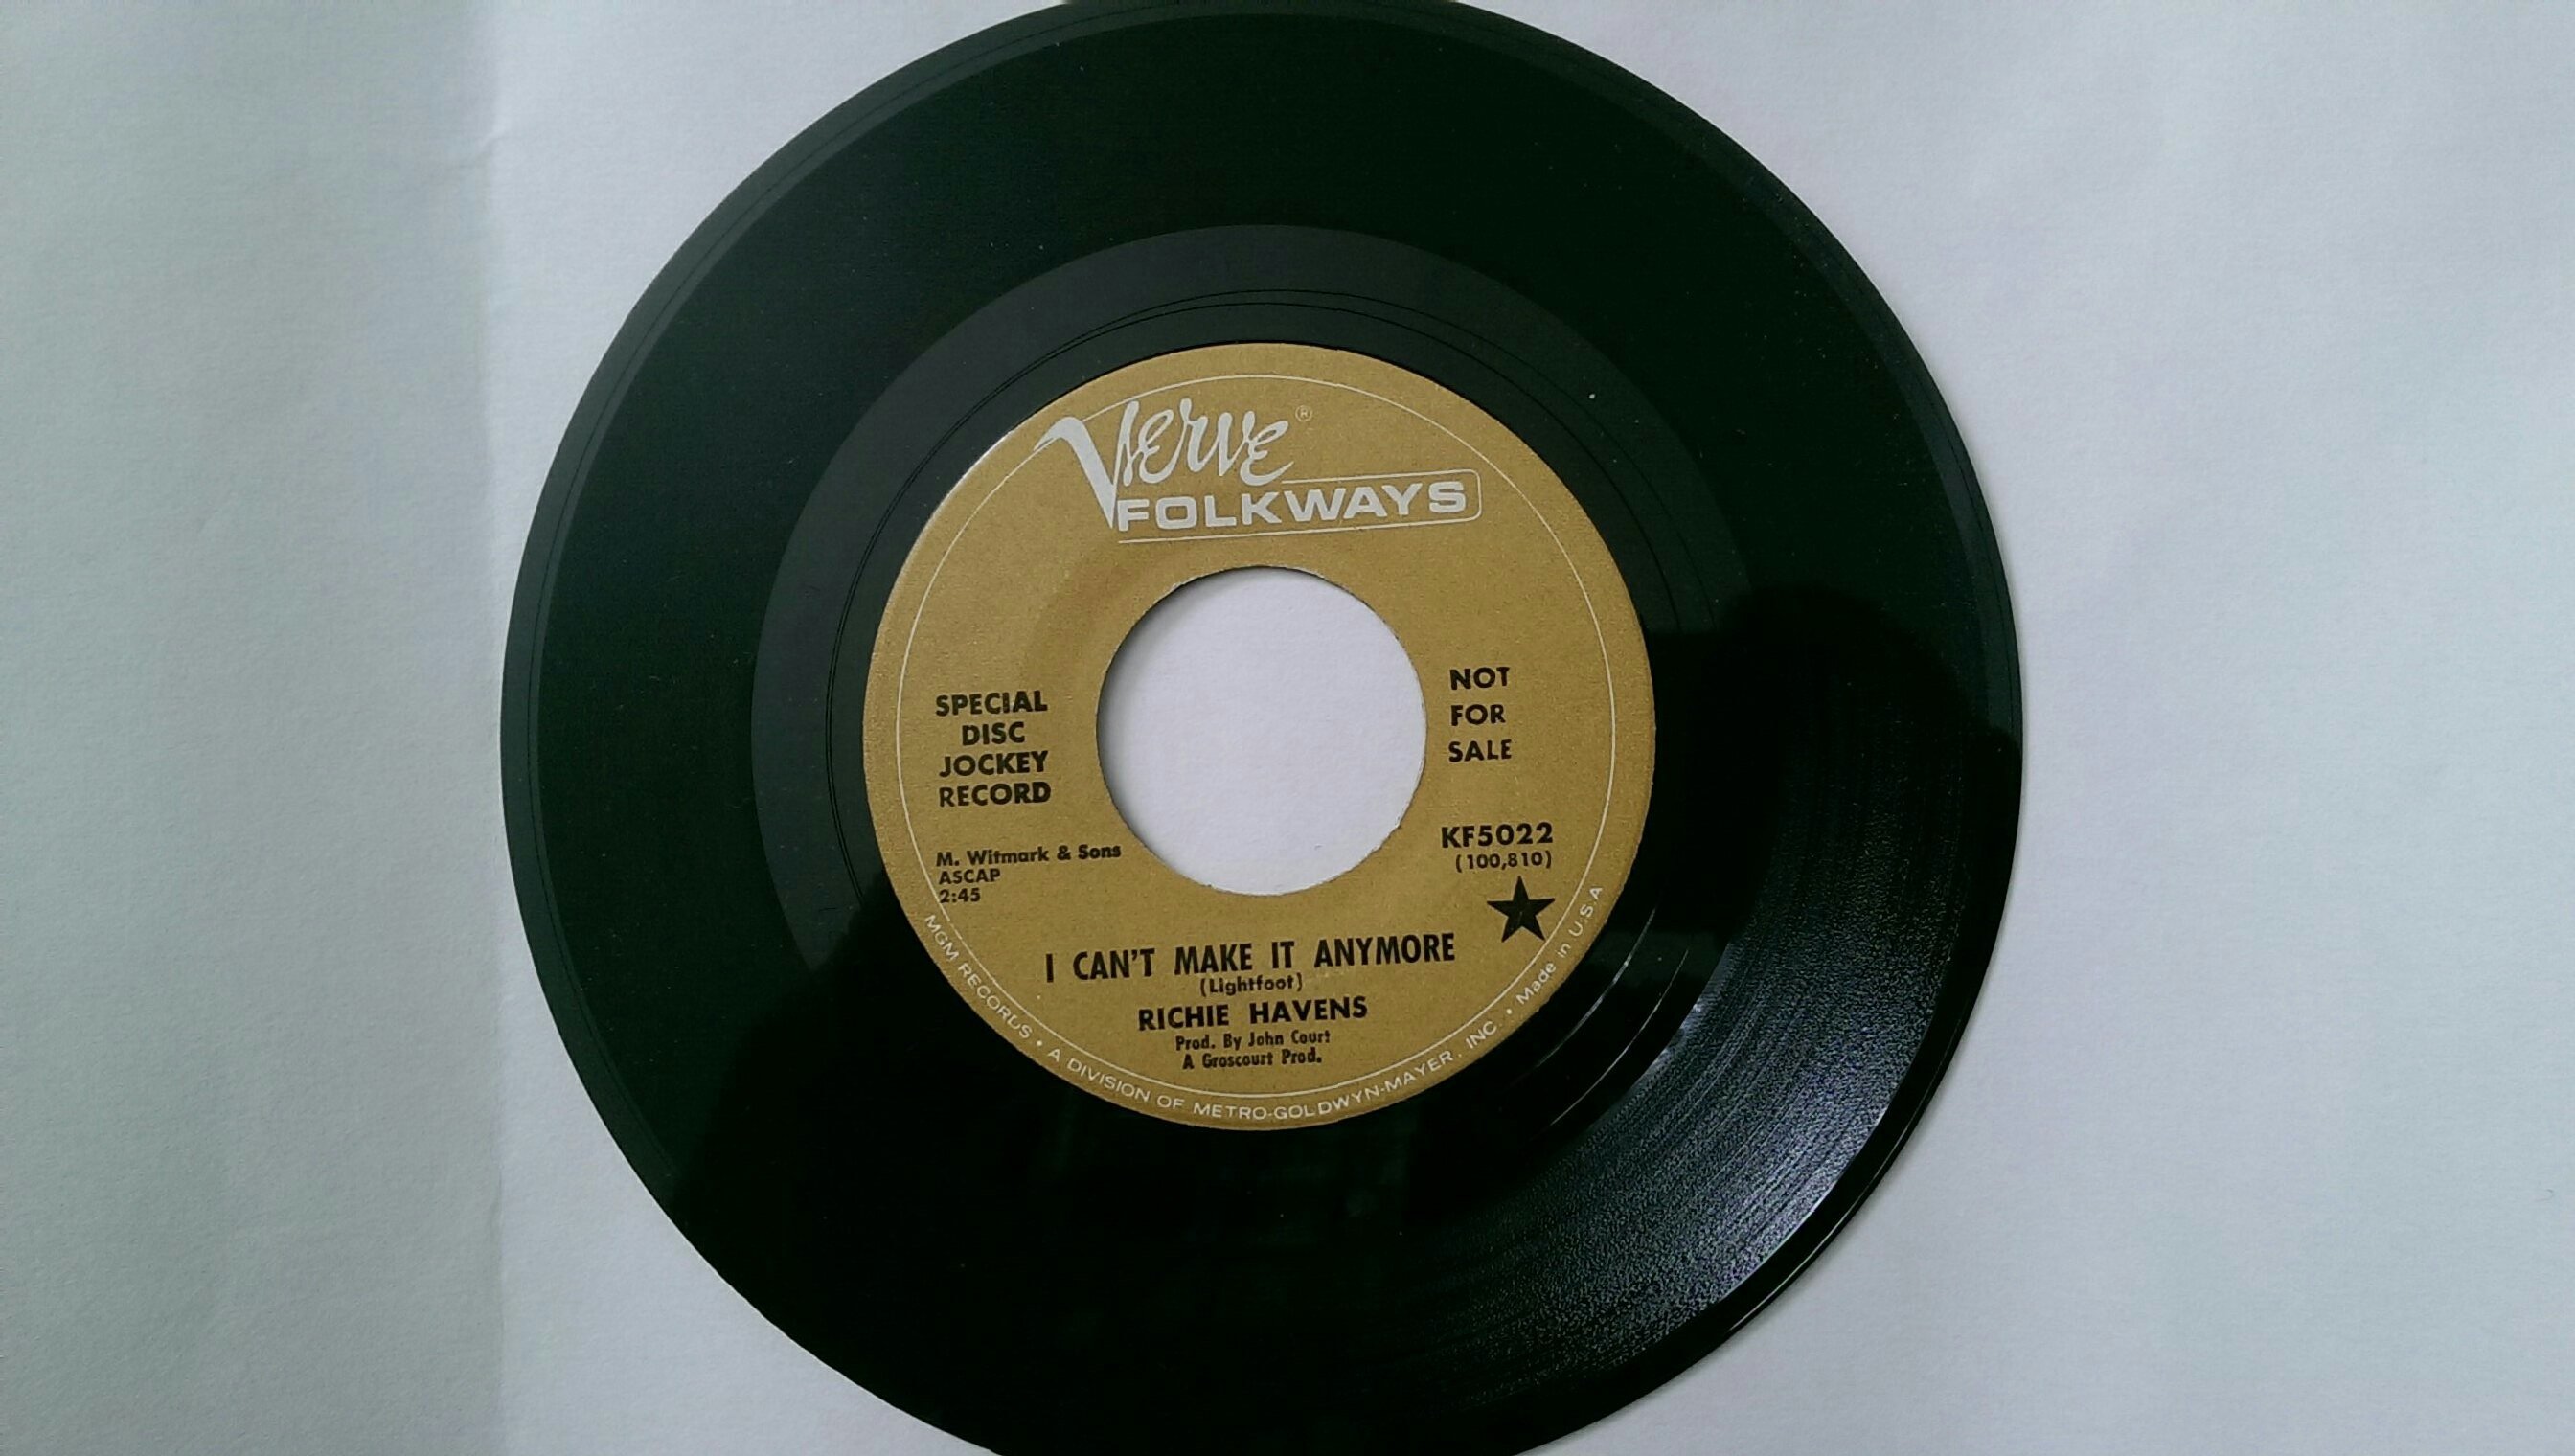 Verve ®
FOLKWAYS
SPECIAL
DISC
JOCKEY
RECORD
NOT
FOR
SALE
M. Witmark & Sons
ASCAP
2:45
KF5022
(100,810)
I CAN'T MAKE IT ANYMORE
(Lightfoot)
RICHIE HAVENS
Prod. By John Court
A Groscourt Prod.
MGM RECORDS • A DIVISION OF METRO-GOLDWYN-MAYER, INC. • Made in U.S.A